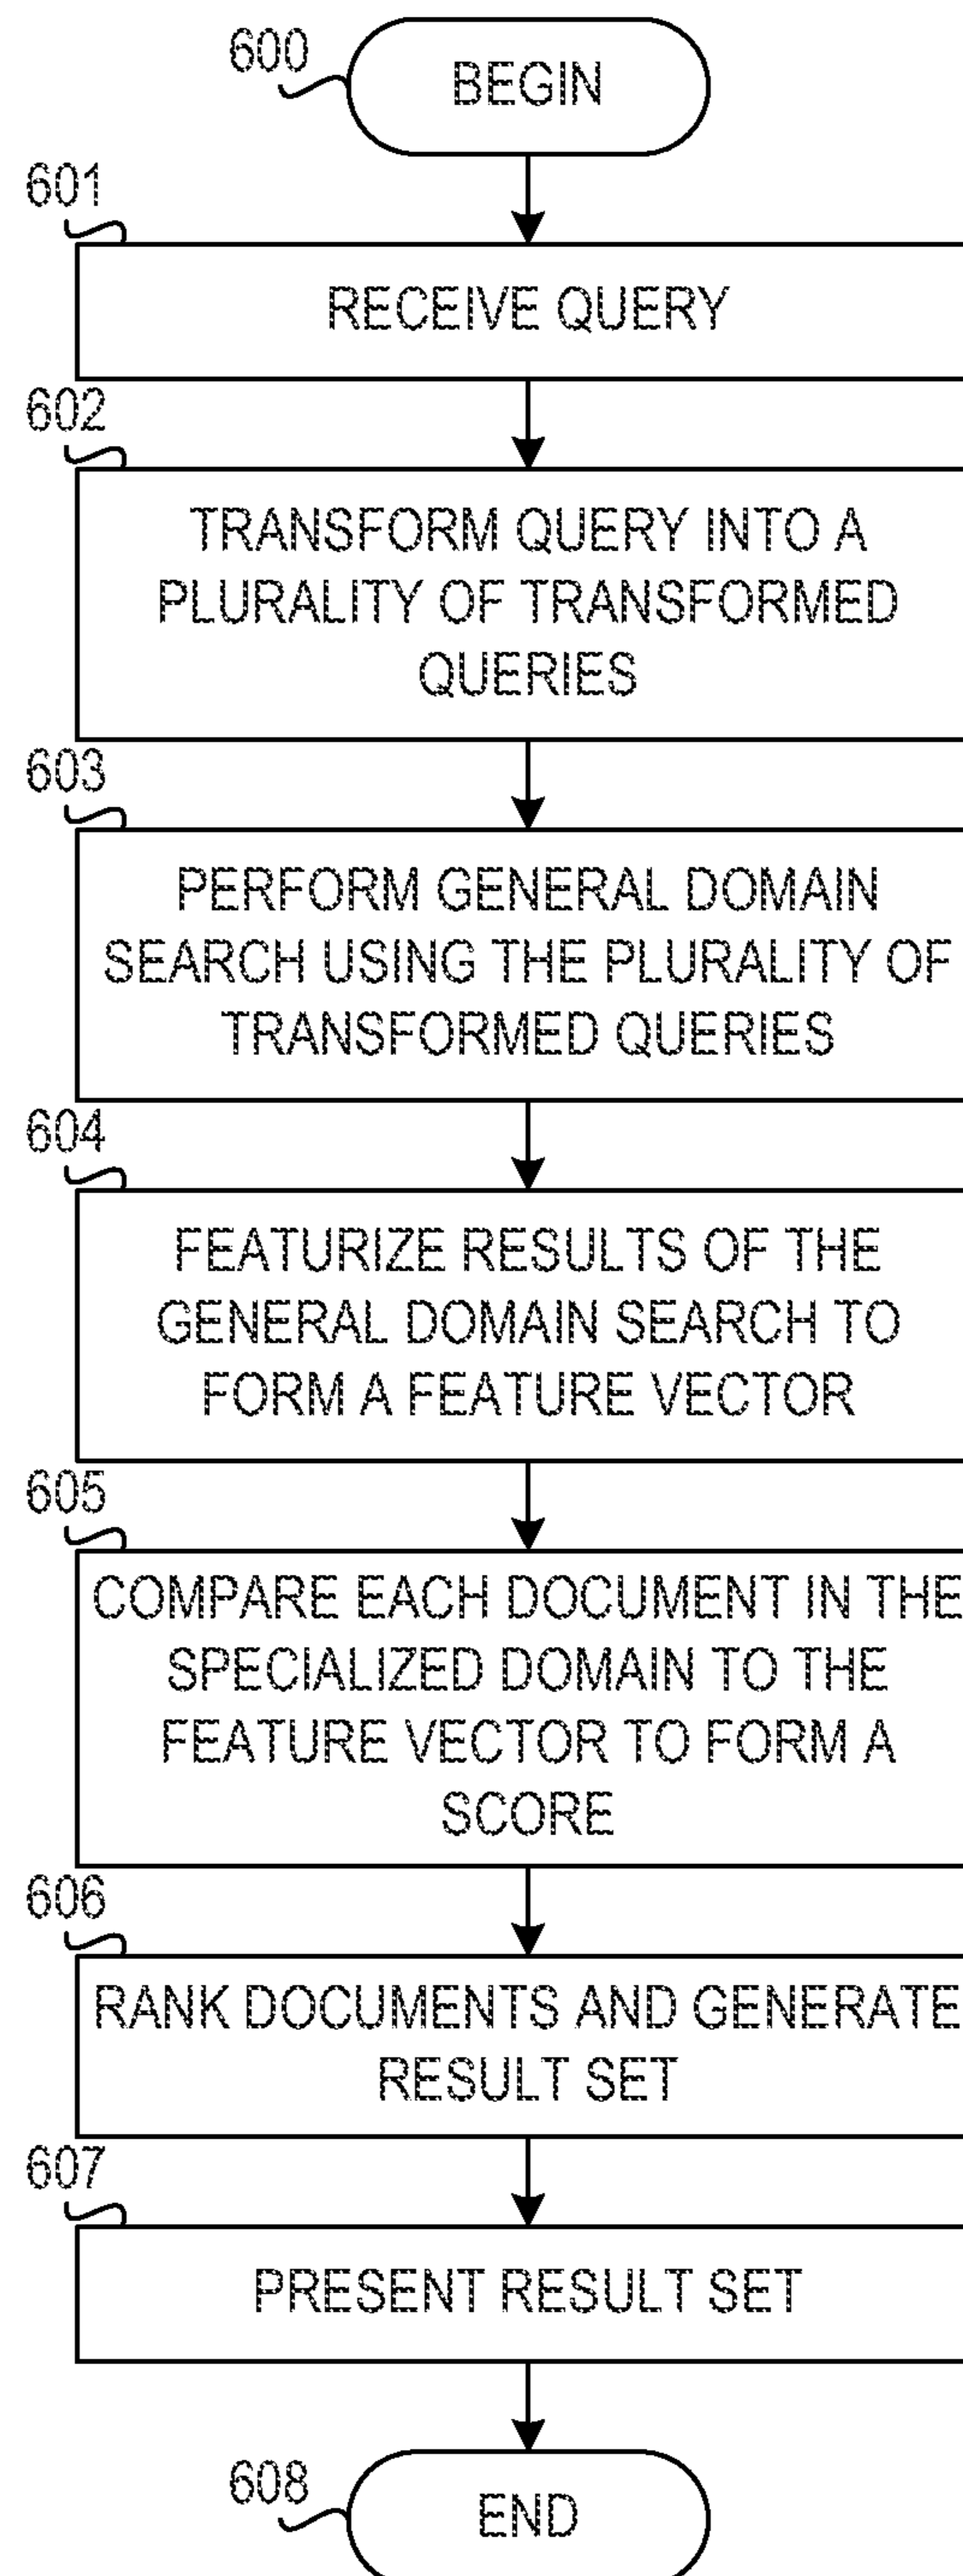 600
BEGIN
601
RECEIVE QUERY
602
TRANSFORM QUERY INTO A
PLURALITY OF TRANSFORMED
QUERIES
603
PERFORM GENERAL DOMAIN
SEARCH USING THE PLURALITY OF
TRANSFORMED QUERIES
604
FEATURIZE RESULTS OF THE
GENERAL DOMAIN SEARCH TO
FORM A FEATURE VECTOR
605
COMPARE EACH DOCUMENT IN THE
SPECIALIZED DOMAIN TO THE
FEATURE VECTOR TO FORM A
SCORE
606
RANK DOCUMENTS AND GENERATE
RESULT SET
607
PRESENT RESULT SET
608
END